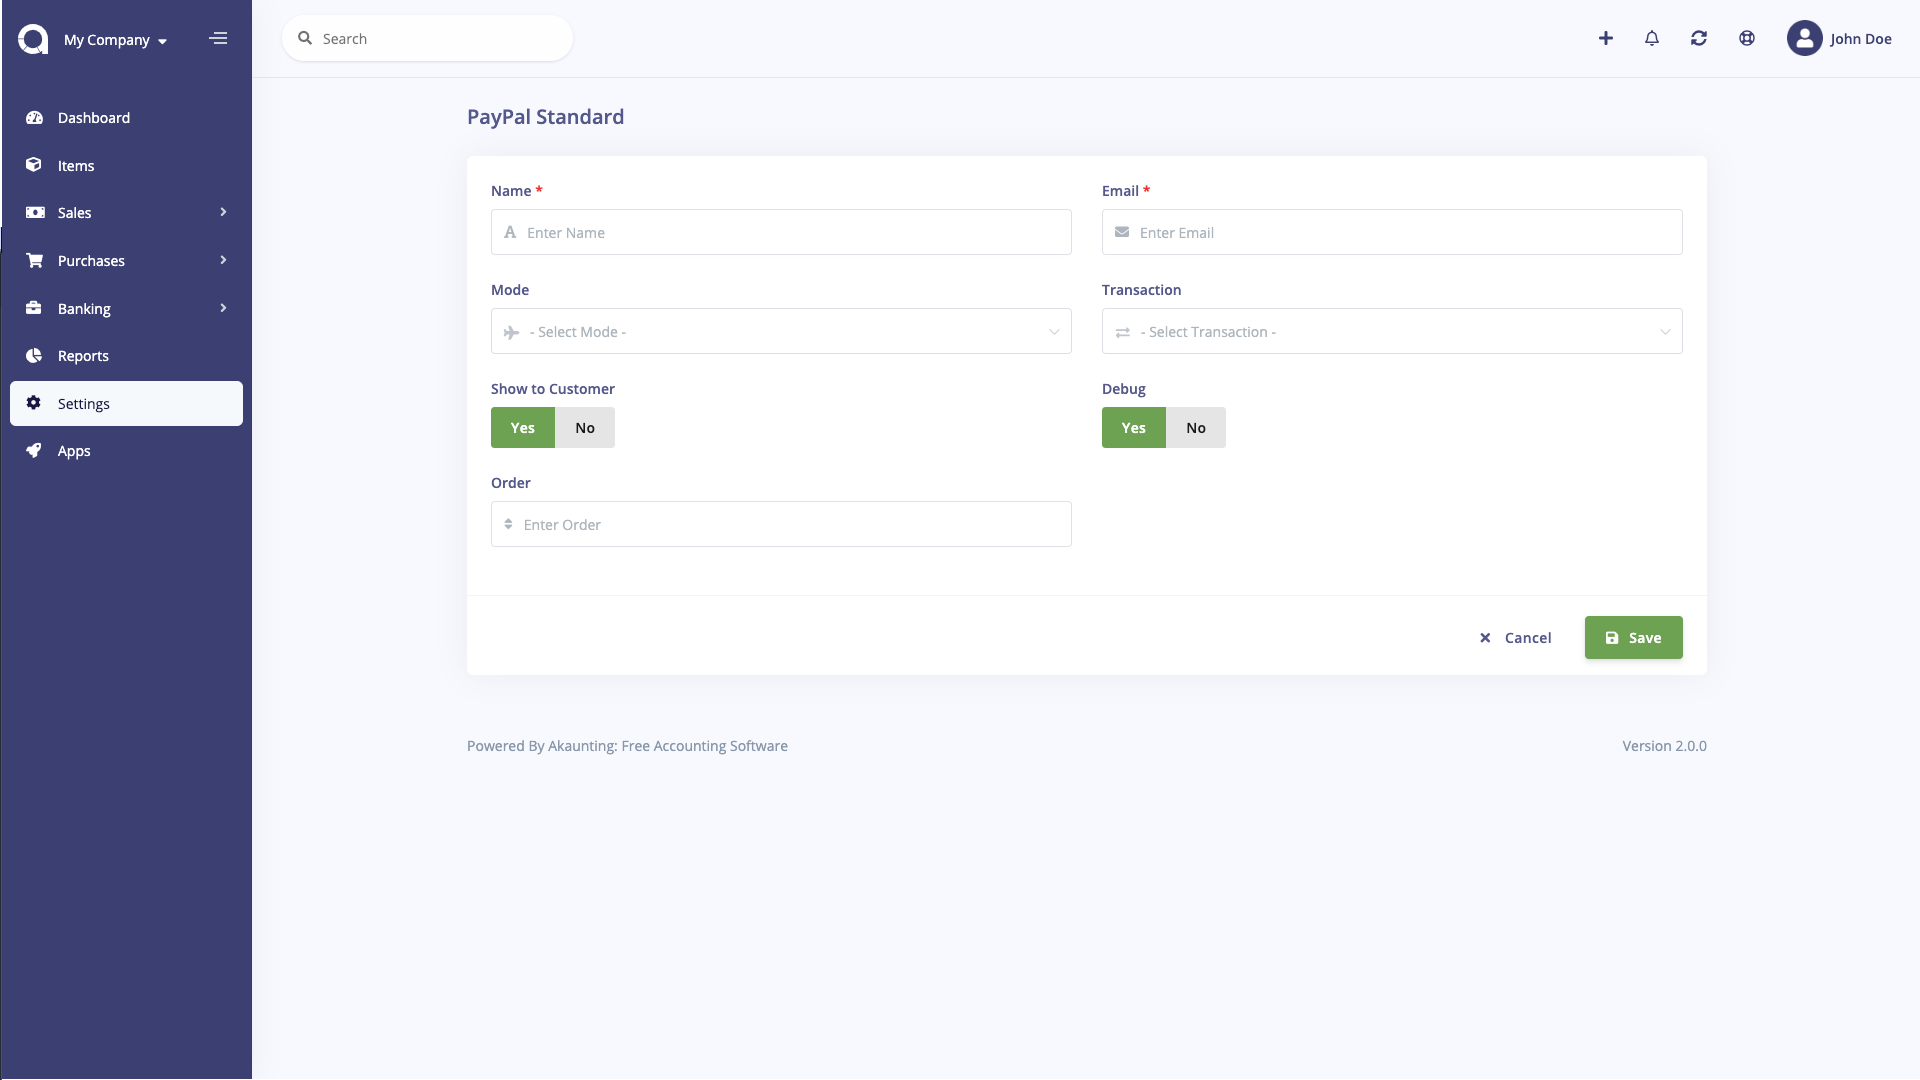 My Company
Search
John Doe
Dashboard
Items
Sales
Purchases
Banking
Reports
Settings
Apps
PayPal Standard
Name *
Email *
Enter Name
Enter Email
Mode
Transaction
- Select Mode -
- Select Transaction -
Show to Customer
Debug
Yes No
Yes No
Order
Enter Order
Cancel
Save
Powered By Akaunting: Free Accounting Software
Version 2.0.0